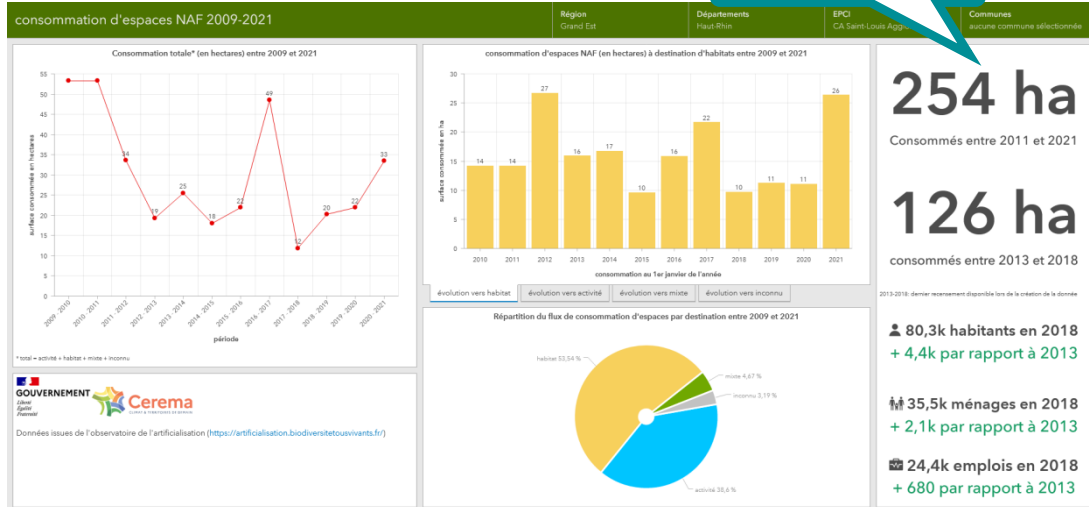 consommation d'espaces NAF 2009-2021
Région
Grand Est
Départements
Haut-Rhin
EPCI
CA Saint-Louis
Communes
aucune commune sélectionnée
Consommation totale* (en hectares) entre 2009 et 2021
surface consommée en hectares
55
50
45
40
35
30
25
20
15
10
5
0
34
19
25
18
22
49
12
20
22
33
2009 - 2010
2010 - 2011
2011 - 2012
2012 - 2013
2013 - 2014
2014 - 2015
2015 - 2016
2016 - 2017
2017 - 2018
2018 - 2019
2019 - 2020
2020 - 2021
période
* total = activité + habitat + mixte + inconnu
GOUVERNEMENT
Liberté
Égalité
Fraternité
Cerema
Données issues de l'observatoire de l'artificialisation (https://artificialisation.biodiversitetousvivants.fr/)
consommation d'espaces NAF (en hectares) à destination d'habitats entre 2009 et 2021
surface consommée en ha
30
25
20
15
10
5
0
14
14
27
16
17
10
16
22
10
11
11
26
2010
2011
2012
2013
2014
2015
2016
2017
2018
2019
2020
2021
consommation au 1er janvier de l'année
évolution vers habitat
évolution vers activité
évolution vers mixte
évolution vers inconnu
Répartition du flux de consommation d'espaces par destination entre 2009 et 2021
habitat 53,54 %
mixte 4,67 %
inconnu 3,19 %
activité 38,6 %
254 ha
Consommés entre 2011 et 2021
126 ha
consommés entre 2013 et 2018
2013-2018: dernier recensement disponible lors de la création de la donnée
80,3k habitants en 2018
+ 4,4k par rapport à 2013
35,5k ménages en 2018
+ 2,1k par rapport à 2013
24,4k emplois en 2018
+ 680 par rapport à 2013